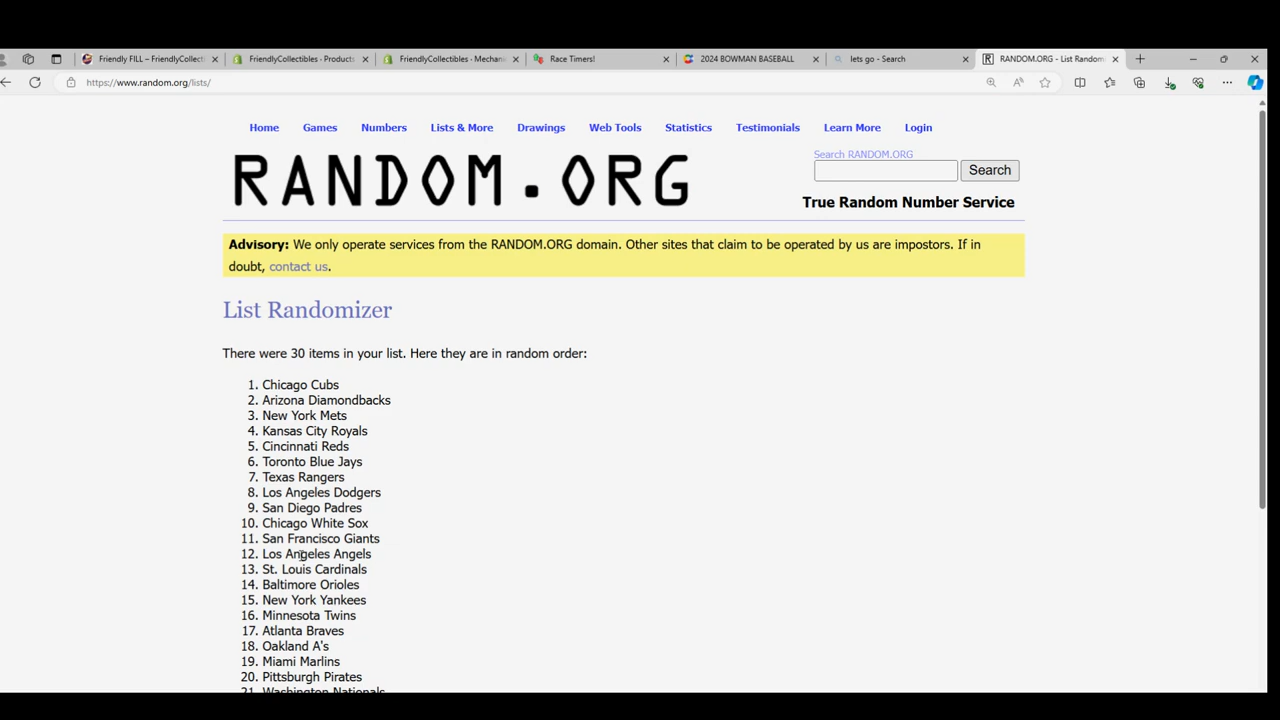 Friendly FILL – FriendlyCollecti
FriendlyCollectibles · Products
FriendlyCollectibles · Mechani
Race Timers!
2024 BOWMAN BASEBALL
lets go - Search
RANDOM.ORG - List Random
https://www.random.org/lists/
Home Games Numbers Lists & More Drawings Web Tools Statistics Testimonials Learn More Login
RANDOM.ORG
Search RANDOM.ORG
Search
True Random Number Service
Advisory: We only operate services from the RANDOM.ORG domain. Other sites that claim to be operated by us are impostors. If in
doubt, contact us.
List Randomizer
There were 30 items in your list. Here they are in random order:
1. Chicago Cubs
2. Arizona Diamondbacks
3. New York Mets
4. Kansas City Royals
5. Cincinnati Reds
6. Toronto Blue Jays
7. Texas Rangers
8. Los Angeles Dodgers
9. San Diego Padres
10. Chicago White Sox
11. San Francisco Giants
12. Los Angeles Angels
13. St. Louis Cardinals
14. Baltimore Orioles
15. New York Yankees
16. Minnesota Twins
17. Atlanta Braves
18. Oakland A's
19. Miami Marlins
20. Pittsburgh Pirates
21. Washington Nationals